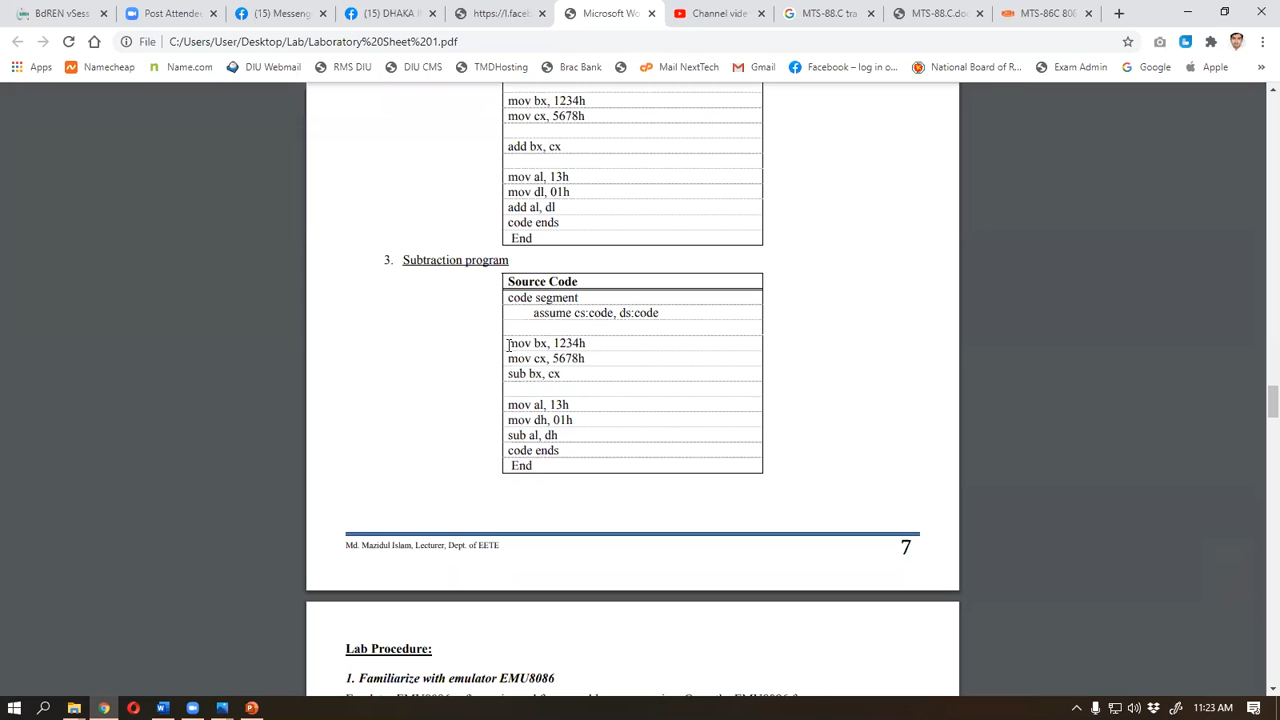 BdREN vSess
Post Attende
(15) Messeng
(15) DHAKA I
https://l.facebo
Microsoft Wo
Channel vide
MTS-88.C tra
MTS-88.C.doc
MTS-86C 808
File
C:/Users/User/Desktop/Lab/Laboratory%20Sheet%201.pdf
Apps
Namecheap
Name.com
DIU Webmail
RMS DIU
DIU CMS
TMDHosting
Brac Bank
Mail NextTech
Gmail
Facebook – log in o...
National Board of R...
Exam Admin
Google
Apple
»
mov bx, 1234h
mov cx, 5678h
add bx, cx
mov al, 13h
mov dl, 01h
add al, dl
code ends
End
3. Subtraction program
Source Code
code segment
assume cs:code, ds:code
mov bx, 1234h
mov cx, 5678h
sub bx, cx
mov al, 13h
mov dh, 01h
sub al, dh
code ends
End
Md. Mazidul Islam, Lecturer, Dept. of EETE
7
Lab Procedure:
1. Familiarize with emulator EMU8086
11:23 AM